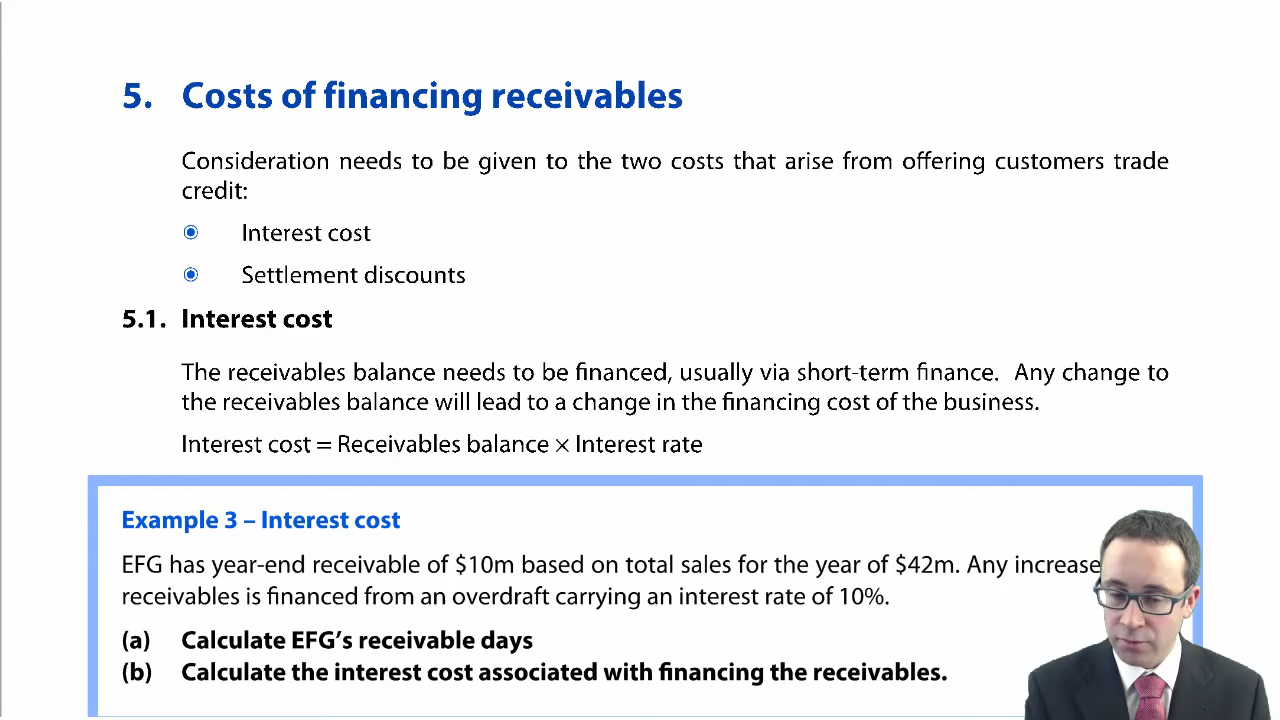 5. Costs of financing receivables
Consideration needs to be given to the two costs that arise from offering customers trade
credit:
Interest cost
Settlement discounts
5.1. Interest cost
The receivables balance needs to be financed, usually via short-term finance. Any change to
the receivables balance will lead to a change in the financing cost of the business.
Interest cost = Receivables balance × Interest rate
Example 3 – Interest cost
EFG has year-end receivable of $10m based on total sales for the year of $42m. Any increase
receivables is financed from an overdraft carrying an interest rate of 10%.
(a) Calculate EFG's receivable days
(b) Calculate the interest cost associated with financing the receivables.